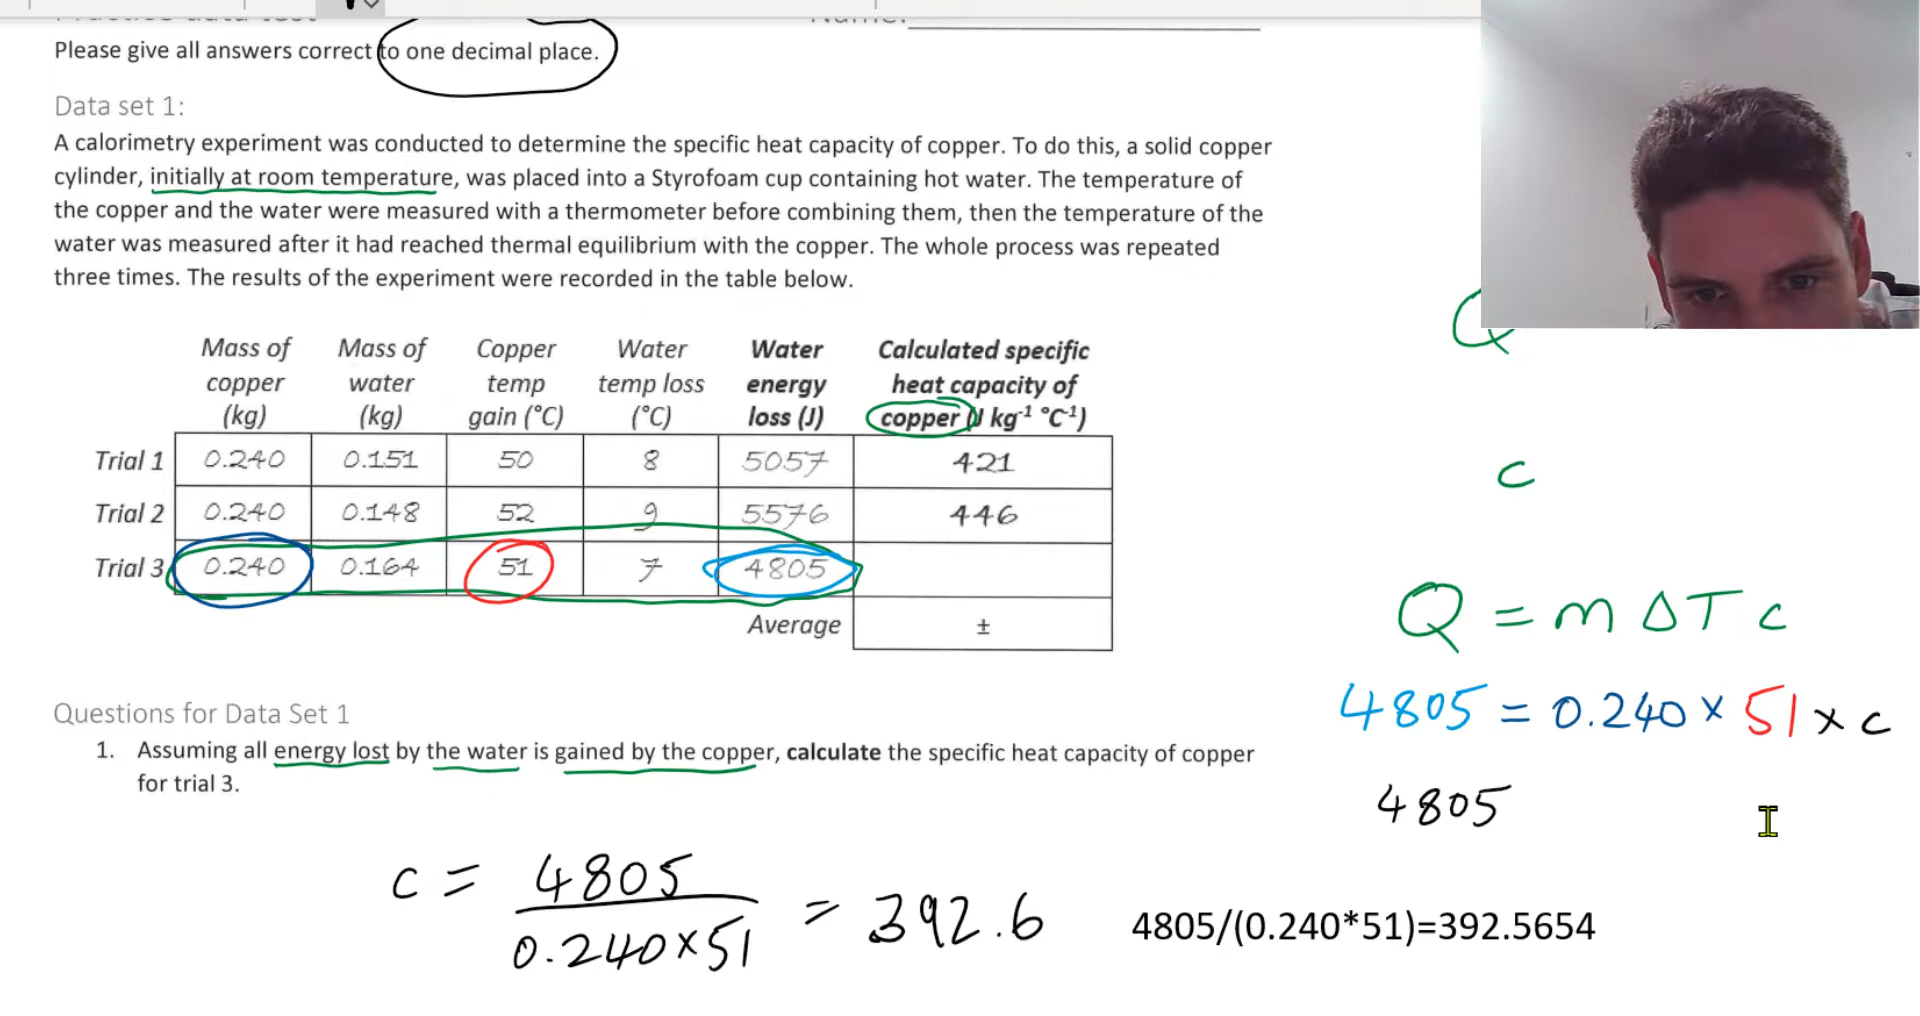 Please give all answers correct to one decimal place.
Data set 1:
A calorimetry experiment was conducted to determine the specific heat capacity of copper. To do this, a solid copper
cylinder, initially at room temperature, was placed into a Styrofoam cup containing hot water. The temperature of
the copper and the water were measured with a thermometer before combining them, then the temperature of the
water was measured after it had reached thermal equilibrium with the copper. The whole process was repeated
three times. The results of the experiment were recorded in the table below.
Mass of copper (kg) Mass of water (kg) Copper temp gain (°C) Water temp loss (°C) Water energy loss (J) Calculated specific heat capacity of copper (J kg⁻¹ °C⁻¹)
Trial 1 0.240 0.151 50 8 5057 421
Trial 2 0.240 0.148 52 9 5576 446
Trial 3 0.240 0.164 51 7 4805
Average ±
Q
c
Q = m Δ T c
4805 = 0.240 × 51 × c
4805
Questions for Data Set 1
1. Assuming all energy lost by the water is gained by the copper, calculate the specific heat capacity of copper
for trial 3.
c = 4805 / 0.240 × 51 = 392.6
4805/(0.240*51)=392.5654